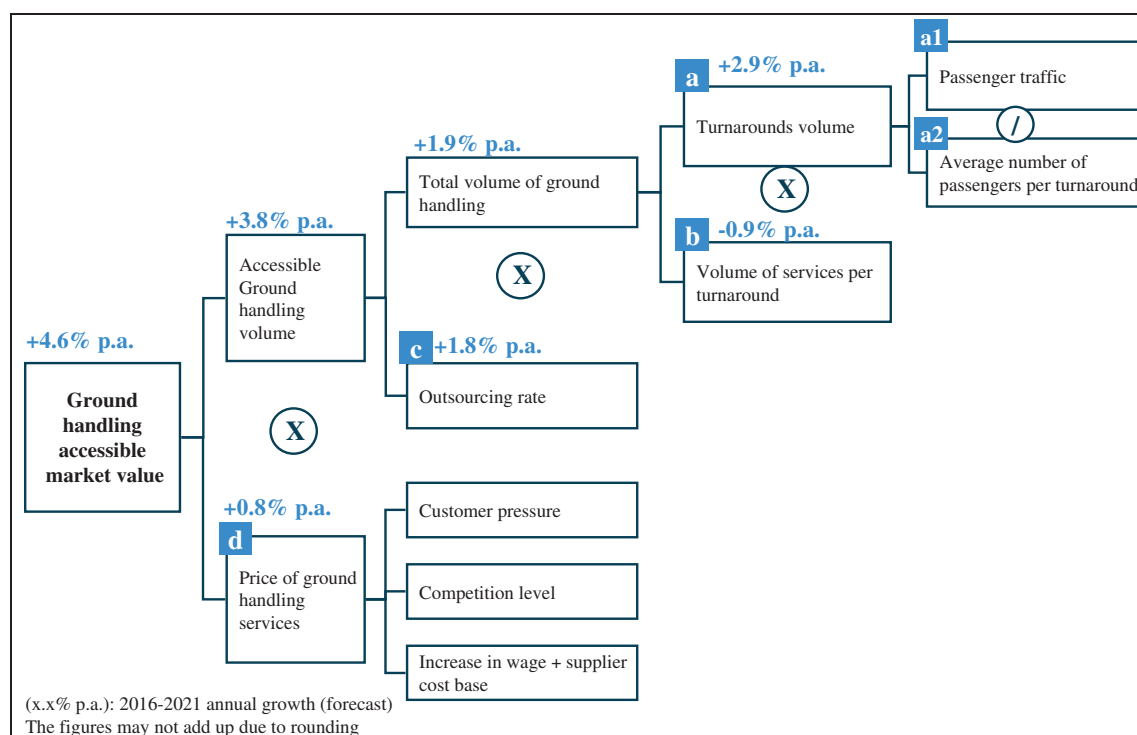 a1
Passenger traffic
/
a2
Average number of
passengers per turnaround
+2.9% p.a.
a
Turnarounds volume
X
b
-0.9% p.a.
Volume of services per
turnaround
+1.9% p.a.
Total volume of ground
handling
X
c
+1.8% p.a.
Outsourcing rate
+3.8% p.a.
Accessible
Ground
handling
volume
X
+4.6% p.a.
Ground
handling
accessible
market value
+0.8% p.a.
d
Price of ground
handling
services
Customer pressure
Competition level
Increase in wage + supplier
cost base
(x.x% p.a.): 2016-2021 annual growth (forecast)
The figures may not add up due to rounding